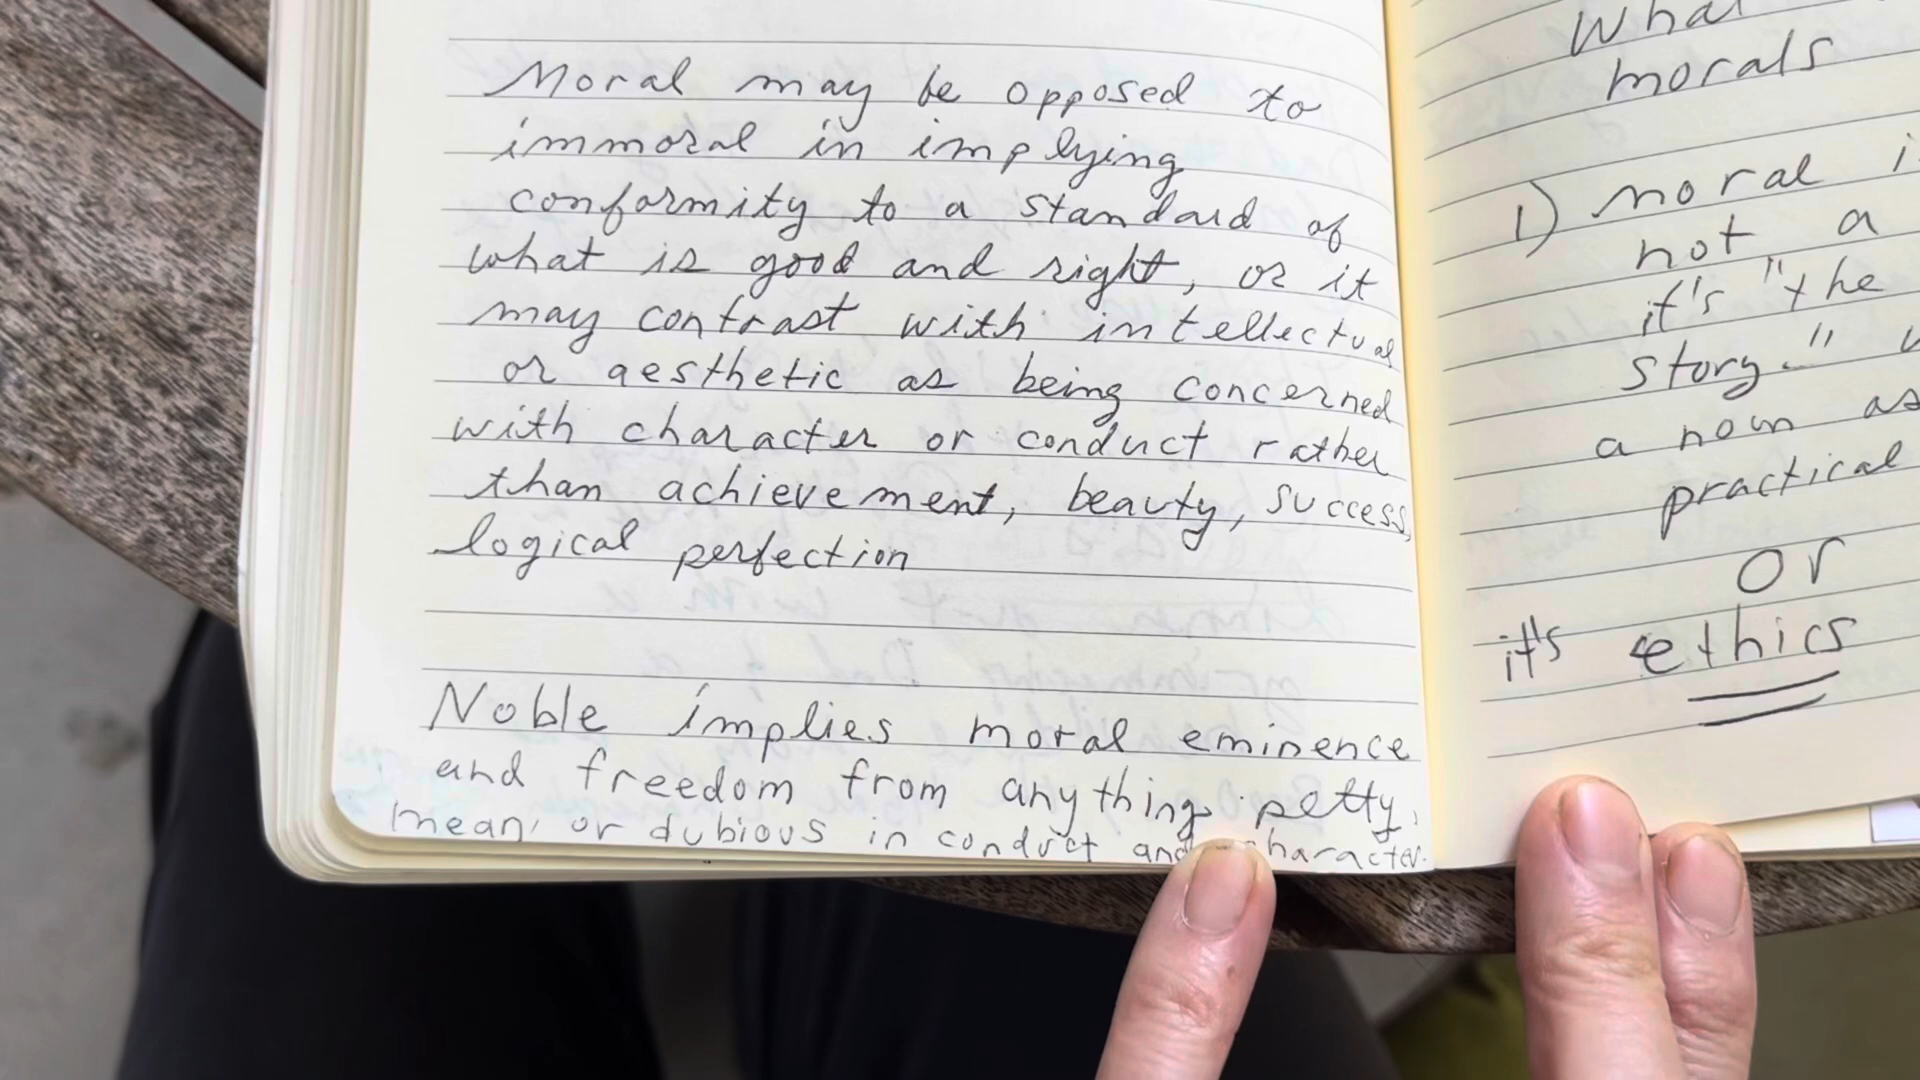 Moral may be opposed to
immoral in implying
conformity to a standard of
what is good and right, or it
may contrast with intellectual
or aesthetic as being concerned
with character or conduct rather
than achievement, beauty, success,
logical perfection
Noble implies moral eminence
and freedom from anything petty,
mean, or dubious in conduct and character.
morals
1) moral
not a
it's "the
story." 
a noun as
practical
or
it's ethics